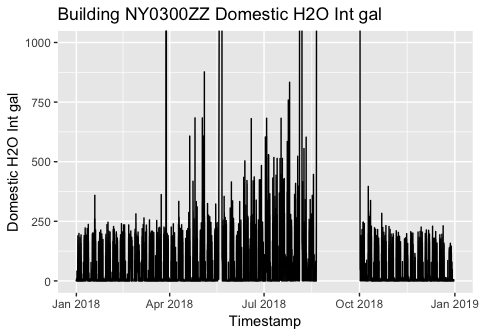 Building NY0300ZZ Domestic H2O Int gal
1000
750
500
250
0
Domestic H2O Int gal
Jan 2018 Apr 2018 Jul 2018 Oct 2018 Jan 2019
Timestamp